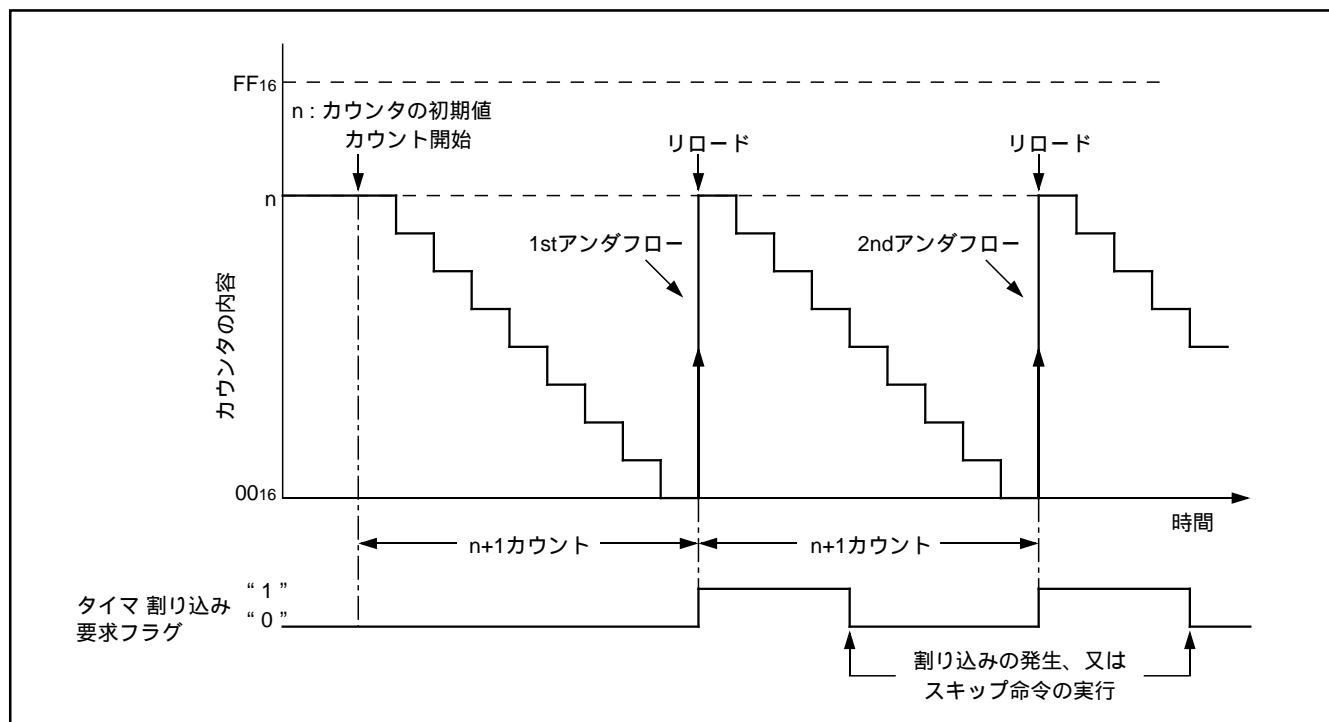 FF16
n : カウンタの初期値
カウント開始
リロード
リロード
n
1stアンダフロー
2ndアンダフロー
カウンタの内容
0016
時間
n+1カウント
n+1カウント
タイマ 割り込み
要求フラグ
“ 1 ”
“ 0 ”
割り込みの発生、又は
スキップ命令の実行